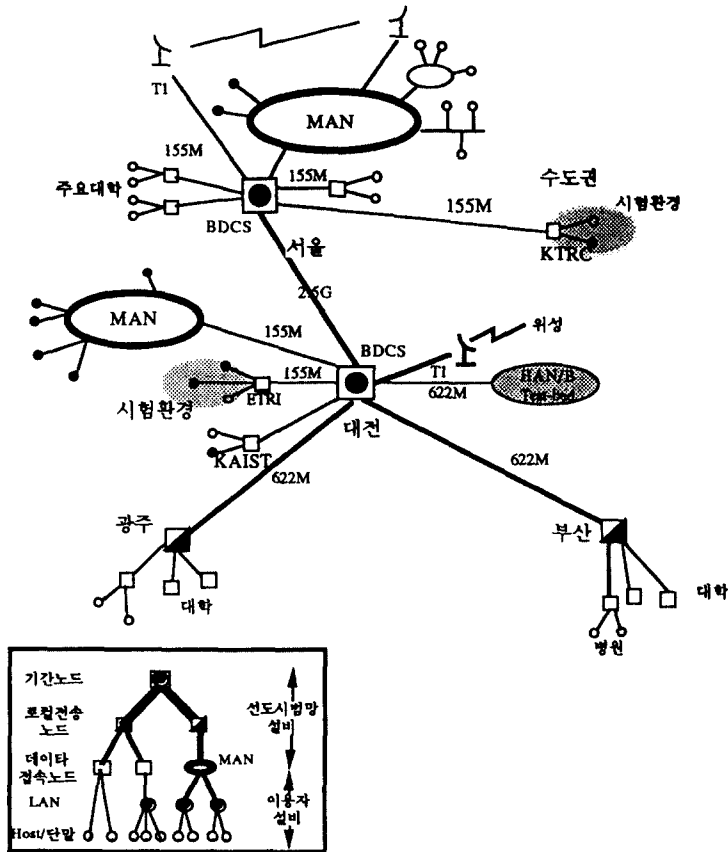 T1
MAN
155M
주요대학
155M
수도권
시험환경
155M
BDCS
KTRC
서울
2.5G
MAN
155M
BDCS
위성
T1
155M
622M
HAN/B
Test-bed
ETRI
시험환경
대전
KAIST
622M
622M
광주
부산
대학
대학
병원
기간노드
로컬전송
노드
선도시범망
설비
데이타
접속노드
MAN
LAN
이용자
설비
Host/단말